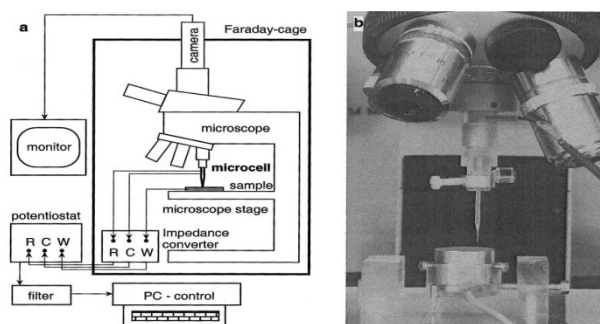 a
Faraday-cage
camera
microscope
monitor
microcell
sample
microscope stage
potentiostat
R C W
Impedance
converter
R C W
filter
PC - control
b